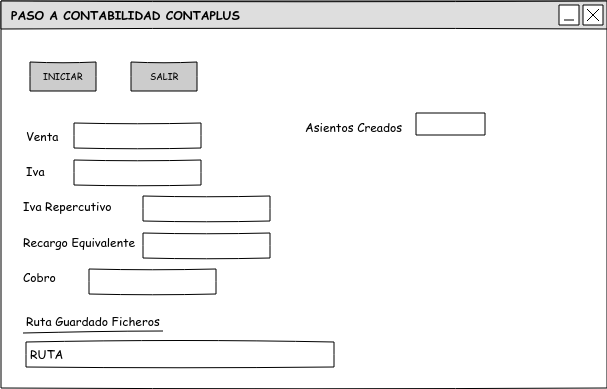 PASO A CONTABILIDAD CONTAPLUS
INICIAR
SALIR
Venta
Asientos Creados
Iva
Iva Repercutivo
Recargo Equivalente
Cobro
Ruta Guardado Ficheros
RUTA